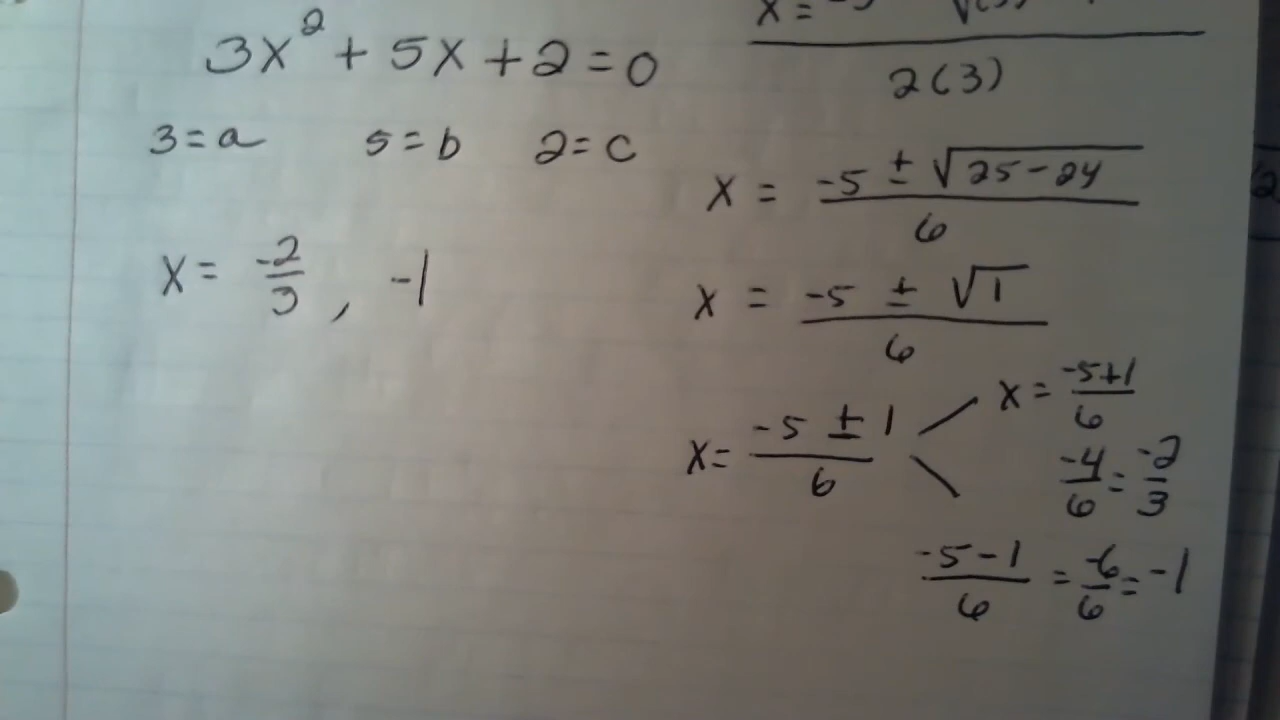 3x² + 5x + 2 = 0
3 = a 5 = b 2 = c
x = -2/3 , -1
x =
2(3)
x = -5 ± √25-24
6
x = -5 ± √1
6
x = -5 ± 1
6
x = -5+1
6
-4/6 = -2/3
-5-1/6 = -6/6 = -1